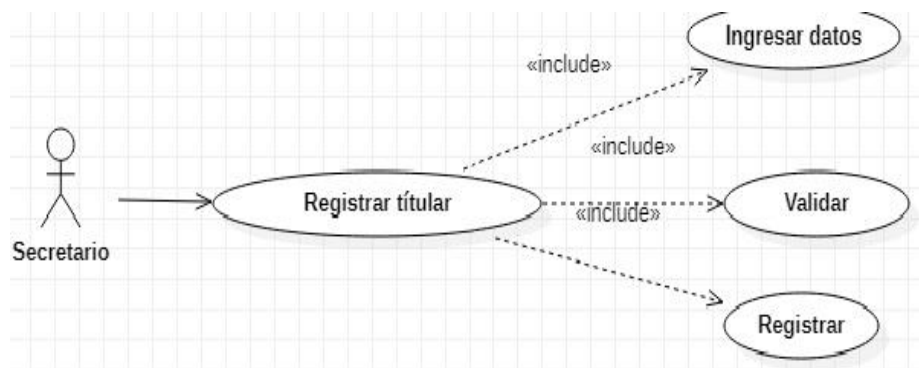 Ingresar datos
«include»
«include»
Registrar títular
Validar
«include»
Secretario
Registrar